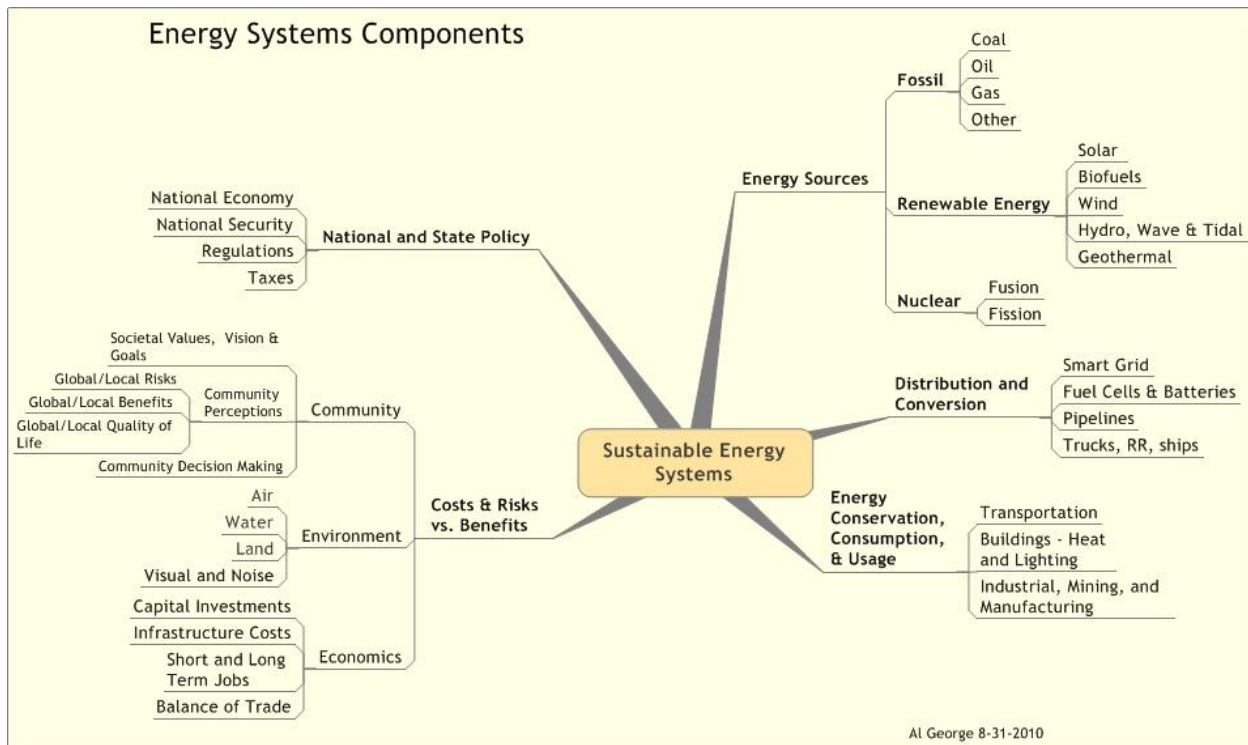 Energy Systems Components
Coal
Oil
Fossil
Gas
Other
Solar
Energy Sources
Biofuels
Renewable Energy
Wind
Hydro, Wave & Tidal
Geothermal
Nuclear
Fusion
Fission
National Economy
National Security
National and State Policy
Regulations
Taxes
Societal Values, Vision &
Goals
Global/Local Risks
Global/Local Benefits
Community
Perceptions
Community
Global/Local Quality of
Life
Community Decision Making
Smart Grid
Distribution and
Conversion
Fuel Cells & Batteries
Pipelines
Trucks, RR, ships
Sustainable Energy
Systems
Costs & Risks
vs. Benefits
Air
Water
Environment
Land
Visual and Noise
Energy
Conservation,
Consumption,
& Usage
Transportation
Buildings - Heat
and Lighting
Industrial, Mining, and
Manufacturing
Capital Investments
Infrastructure Costs
Economics
Short and Long
Term Jobs
Balance of Trade
Al George 8-31-2010